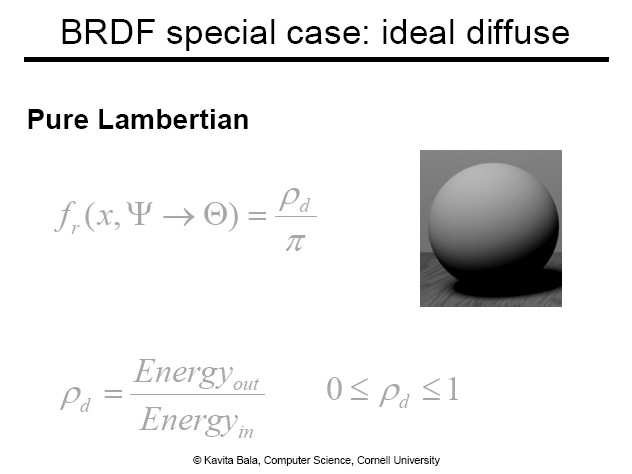 BRDF special case: ideal diffuse
Pure Lambertian
f_r(x, Ψ → Θ) = ρ_d / π
ρ_d = Energy_out / Energy_in
0 ≤ ρ_d ≤ 1
© Kavita Bala, Computer Science, Cornell University